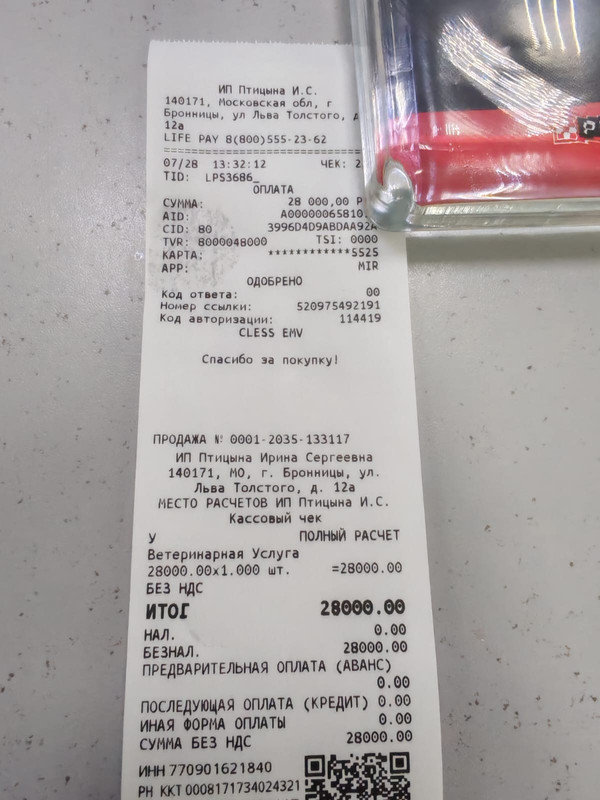 ИП Птицына И.С.
140171, Московская обл, г
Бронницы, ул Льва Толстого,
12а
LIFE PAY 8(800)555-23-62
07/28 13:32:12 ЧЕК:
TID: LPS3686_
ОПЛАТА
СУММА: 28 000,00
AID:
CID: 80 3996D4D9ABDAA92A
TVR: 8000048000 TSI: 0000
КАРТА: ************5525
APP: MIR
ОДОБРЕНО
Код ответа: 00
Номер ссылки: 520975492191
Код авторизации: 114419
CLESS EMV
Спасибо за покупку!
ПРОДАЖА № 0001-2035-133117
ИП Птицына Ирина Сергеевна
140171, МО, г. Бронницы, ул.
Льва Толстого, д. 12а
МЕСТО РАСЧЕТОВ ИП Птицына И.С.
Кассовый чек
У ПОЛНЫЙ РАСЧЕТ
Ветеринарная Услуга
28000.00х1.000 шт. =28000.00
БЕЗ НДС
ИТОГ 28000.00
НАЛ. 0.00
БЕЗНАЛ. 28000.00
ПРЕДВАРИТЕЛЬНАЯ ОПЛАТА (АВАНС)
0.00
ПОСЛЕДУЮЩАЯ ОПЛАТА (КРЕДИТ) 0.00
ИНАЯ ФОРМА ОПЛАТЫ 0.00
СУММА БЕЗ НДС 28000.00
ИНН 770901621840
РН ККТ 0008171734024321